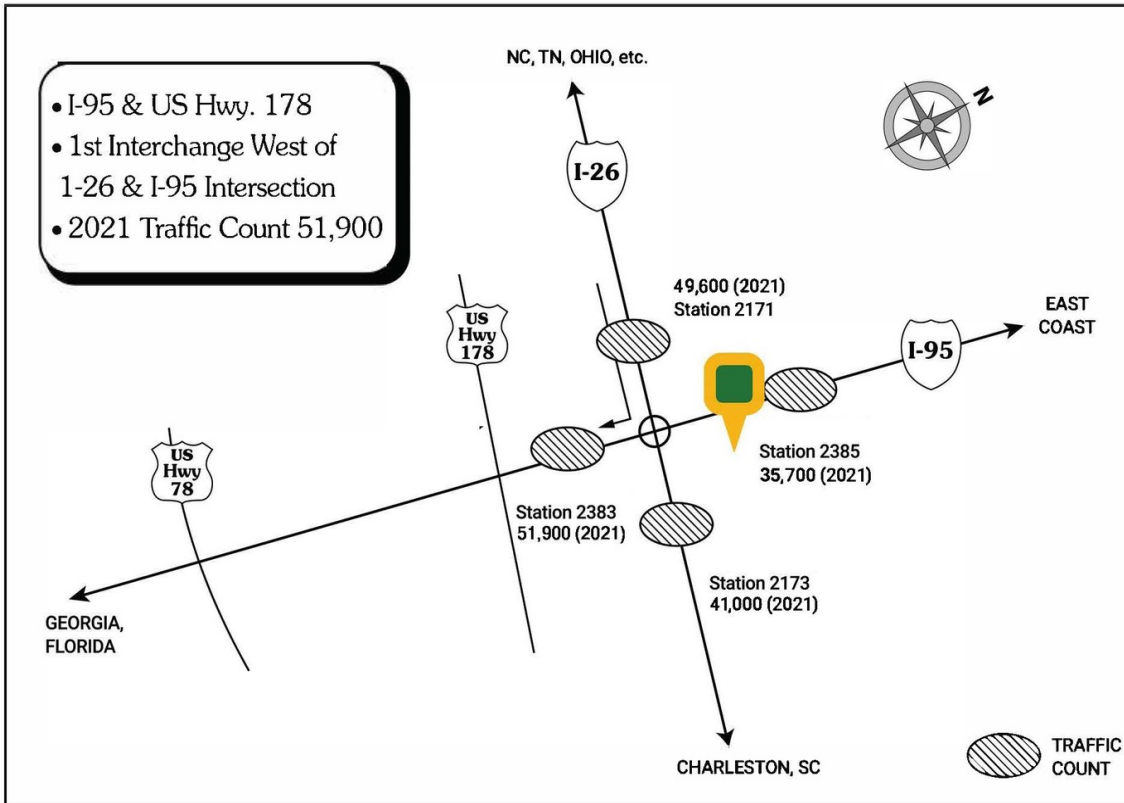 • I-95 & US Hwy. 178
• 1st Interchange West of
1-26 & I-95 Intersection
• 2021 Traffic Count 51,900
NC, TN, OHIO, etc.
N
I-26
49,600 (2021)
Station 2171
EAST
COAST
I-95
US
Hwy
178
US
Hwy
78
Station 2385
35,700 (2021)
Station 2383
51,900 (2021)
Station 2173
41,000 (2021)
GEORGIA,
FLORIDA
CHARLESTON, SC
TRAFFIC
COUNT